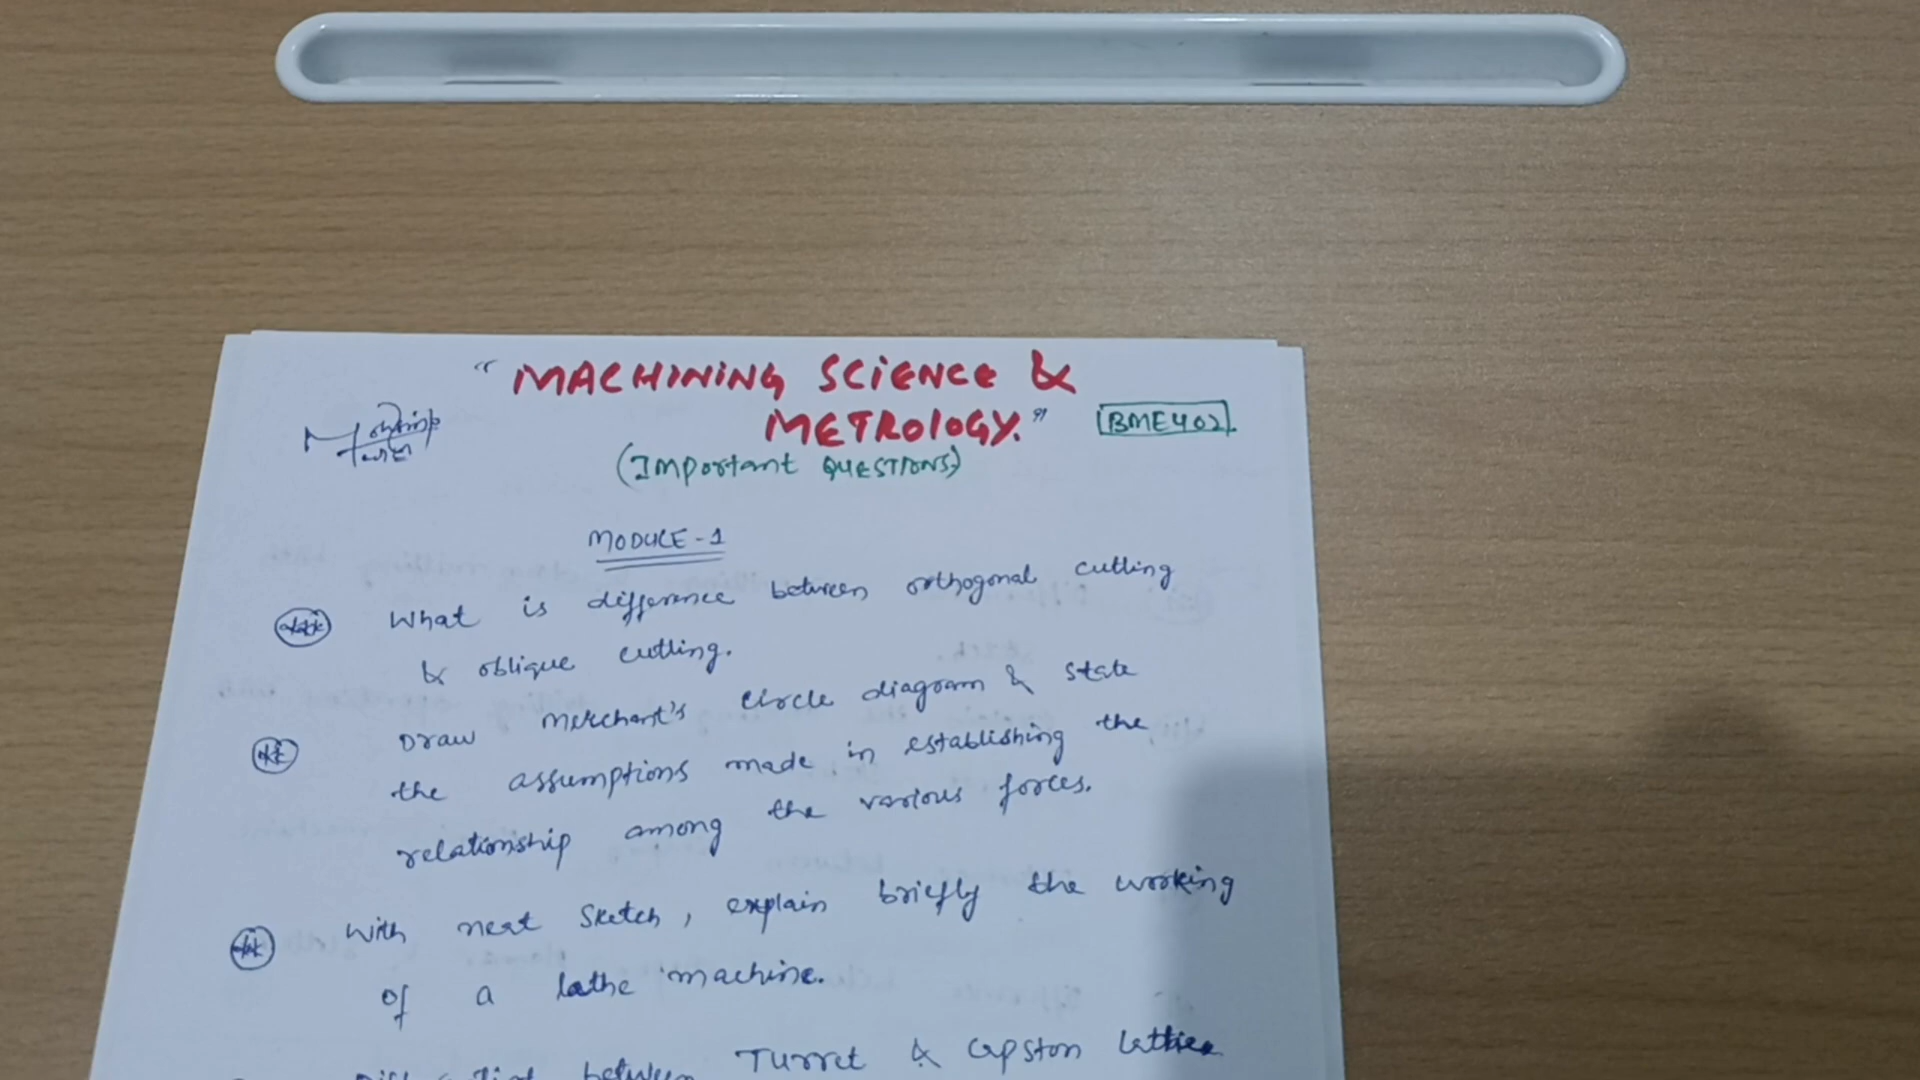 "MACHINING SCIENCE &
METROLOGY."
BME402
(Important QUESTIONS)
MODULE-1
What is difference between orthogonal cutting
& oblique cutting.
Draw merchant's circle diagram & state
the assumptions made in establishing the
relationship among the various forces.
With neat Sketch, explain briefly the working
of a lathe machine.
between Turret & Capston